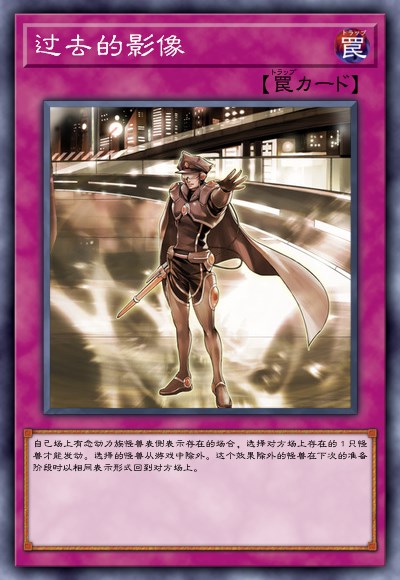 过去的影像
トラップ
罠
トラップ
【罠カード】
自己场上有念动力族怪兽表侧表示存在的场合，选择对方场上存在的1只怪
兽才能发动。选择的怪兽从游戏中除外。这个效果除外的怪兽在下次的准备
阶段时以相同表示形式回到对方场上。